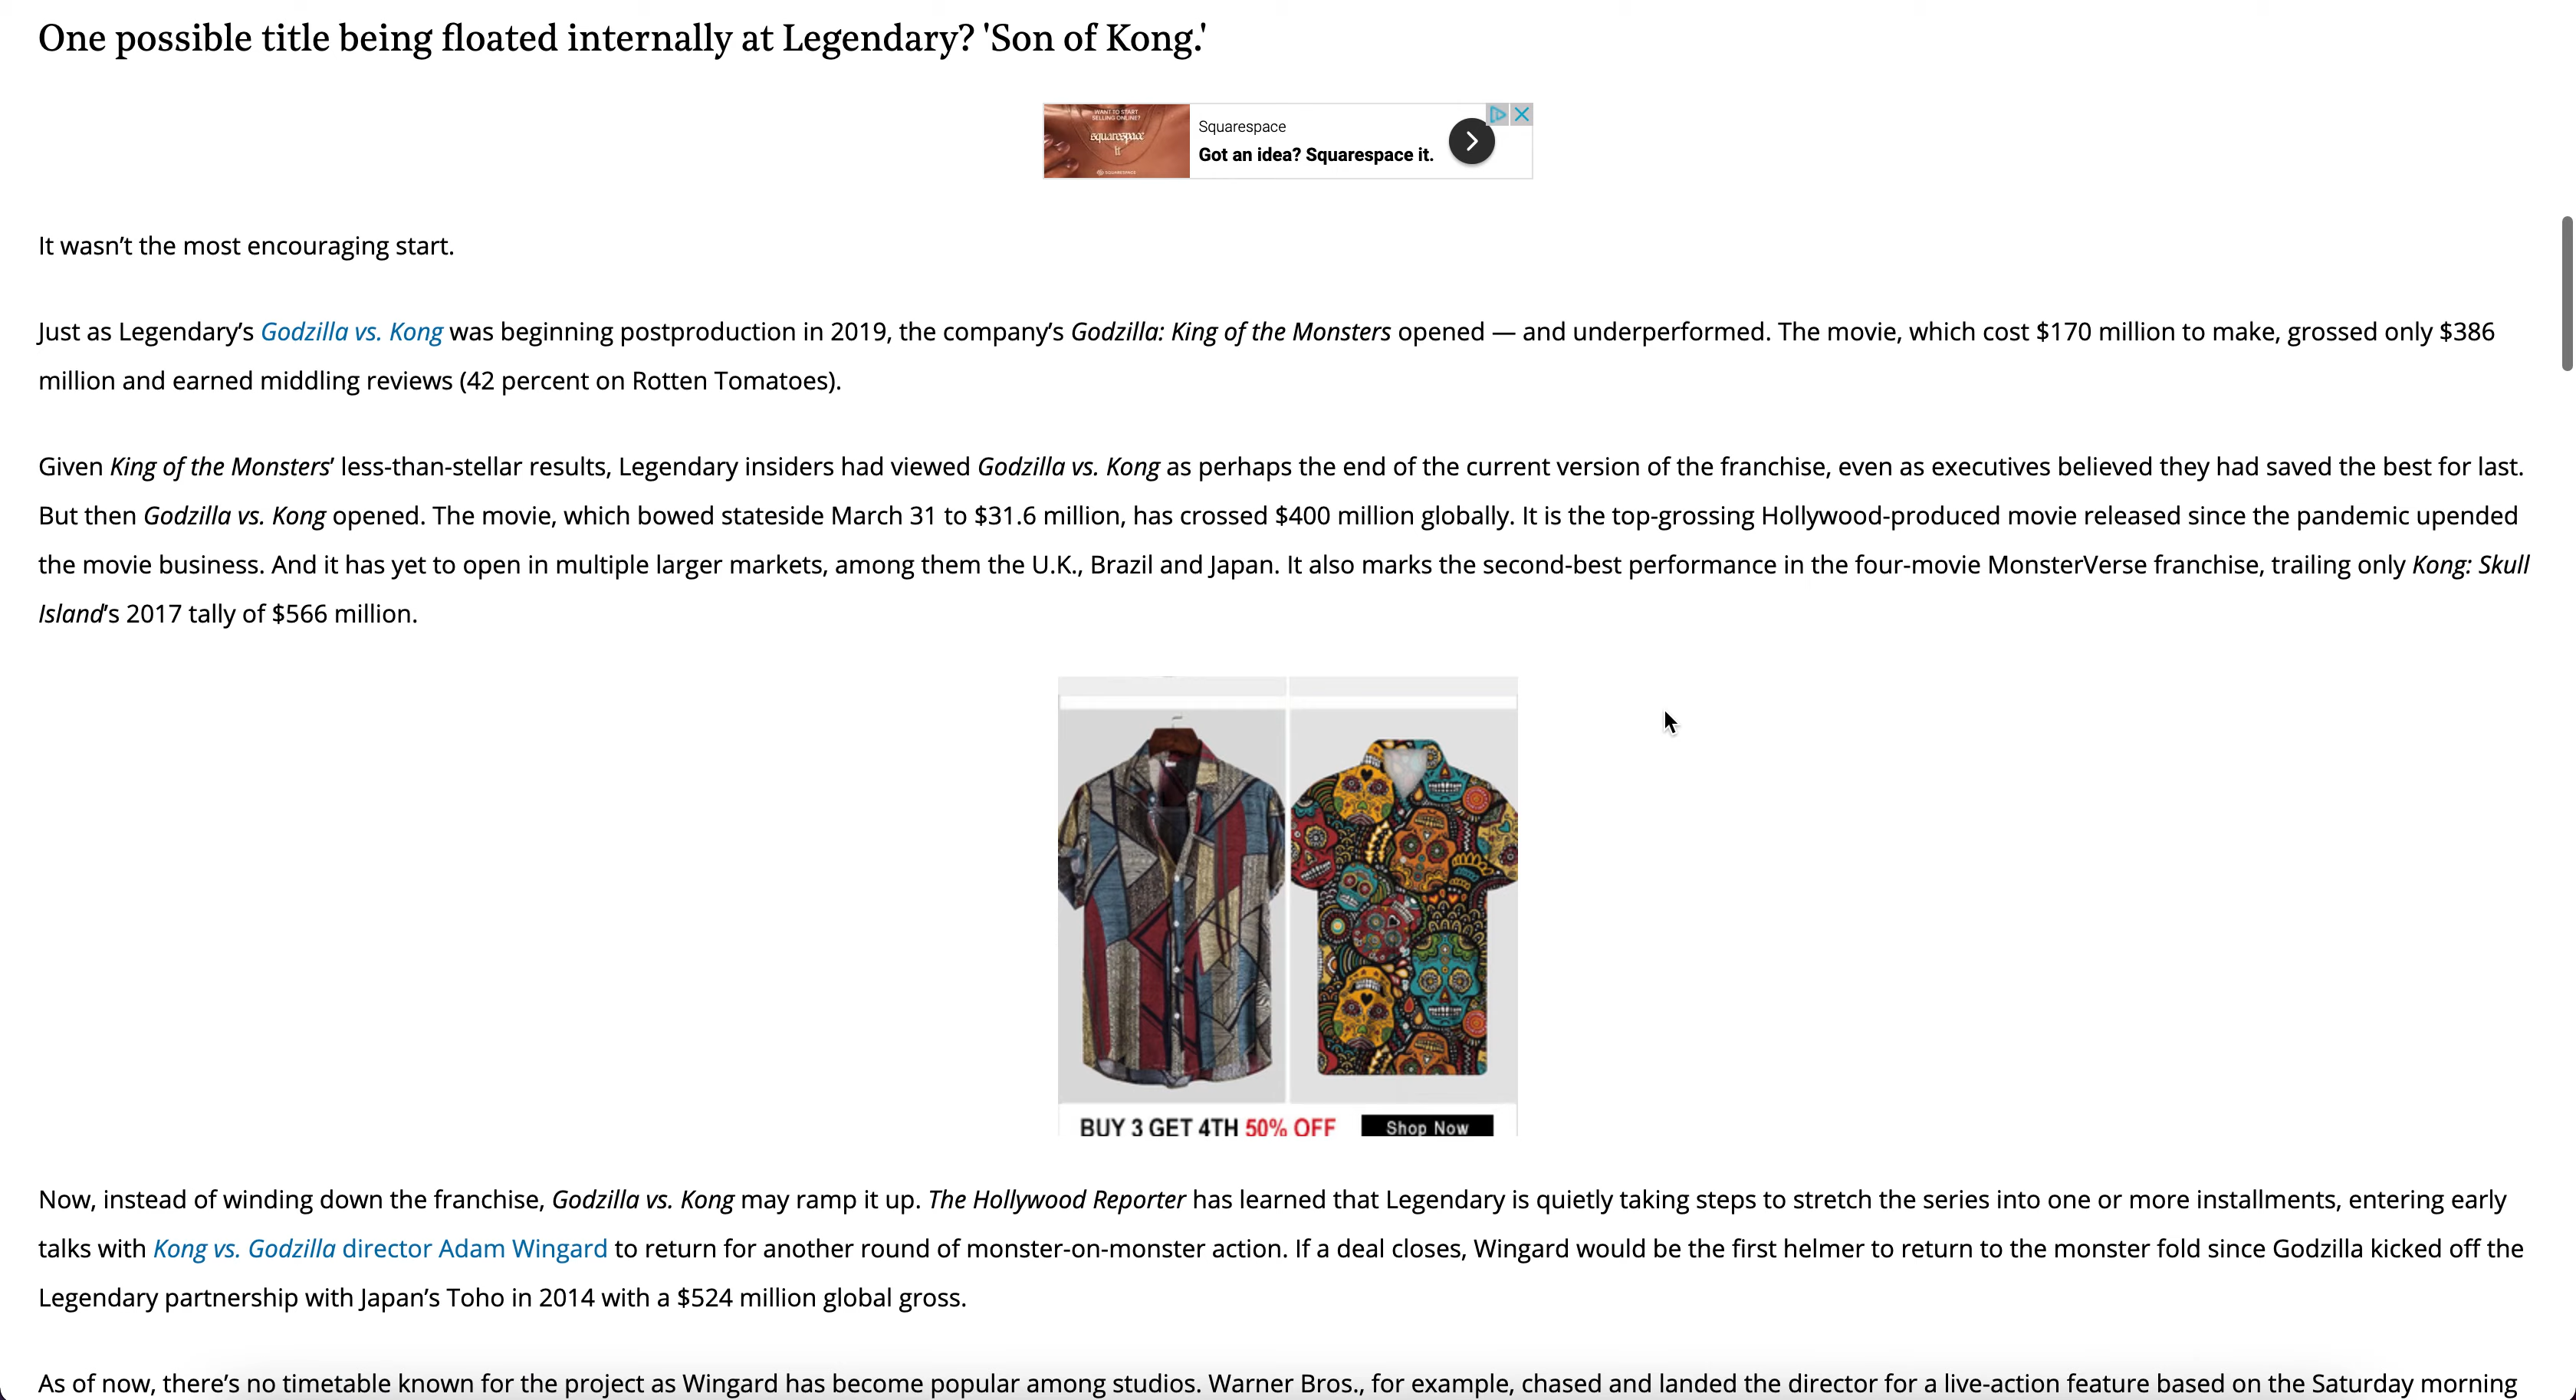 One possible title being floated internally at Legendary? 'Son of Kong.'
WANT TO START
SELLING ONLINE?
squarespace
it
SQUARESPACE
Squarespace
Got an idea? Squarespace it.
It wasn’t the most encouraging start.
Just as Legendary’s Godzilla vs. Kong was beginning postproduction in 2019, the company’s Godzilla: King of the Monsters opened — and underperformed. The movie, which cost $170 million to make, grossed only $386
million and earned middling reviews (42 percent on Rotten Tomatoes).
Given King of the Monsters’ less-than-stellar results, Legendary insiders had viewed Godzilla vs. Kong as perhaps the end of the current version of the franchise, even as executives believed they had saved the best for last.
But then Godzilla vs. Kong opened. The movie, which bowed stateside March 31 to $31.6 million, has crossed $400 million globally. It is the top-grossing Hollywood-produced movie released since the pandemic upended
the movie business. And it has yet to open in multiple larger markets, among them the U.K., Brazil and Japan. It also marks the second-best performance in the four-movie MonsterVerse franchise, trailing only Kong: Skull
Island’s 2017 tally of $566 million.
BUY 3 GET 4TH 50% OFF
Shop Now
Now, instead of winding down the franchise, Godzilla vs. Kong may ramp it up. The Hollywood Reporter has learned that Legendary is quietly taking steps to stretch the series into one or more installments, entering early
talks with Kong vs. Godzilla director Adam Wingard to return for another round of monster-on-monster action. If a deal closes, Wingard would be the first helmer to return to the monster fold since Godzilla kicked off the
Legendary partnership with Japan’s Toho in 2014 with a $524 million global gross.
As of now, there’s no timetable known for the project as Wingard has become popular among studios. Warner Bros., for example, chased and landed the director for a live-action feature based on the Saturday morning